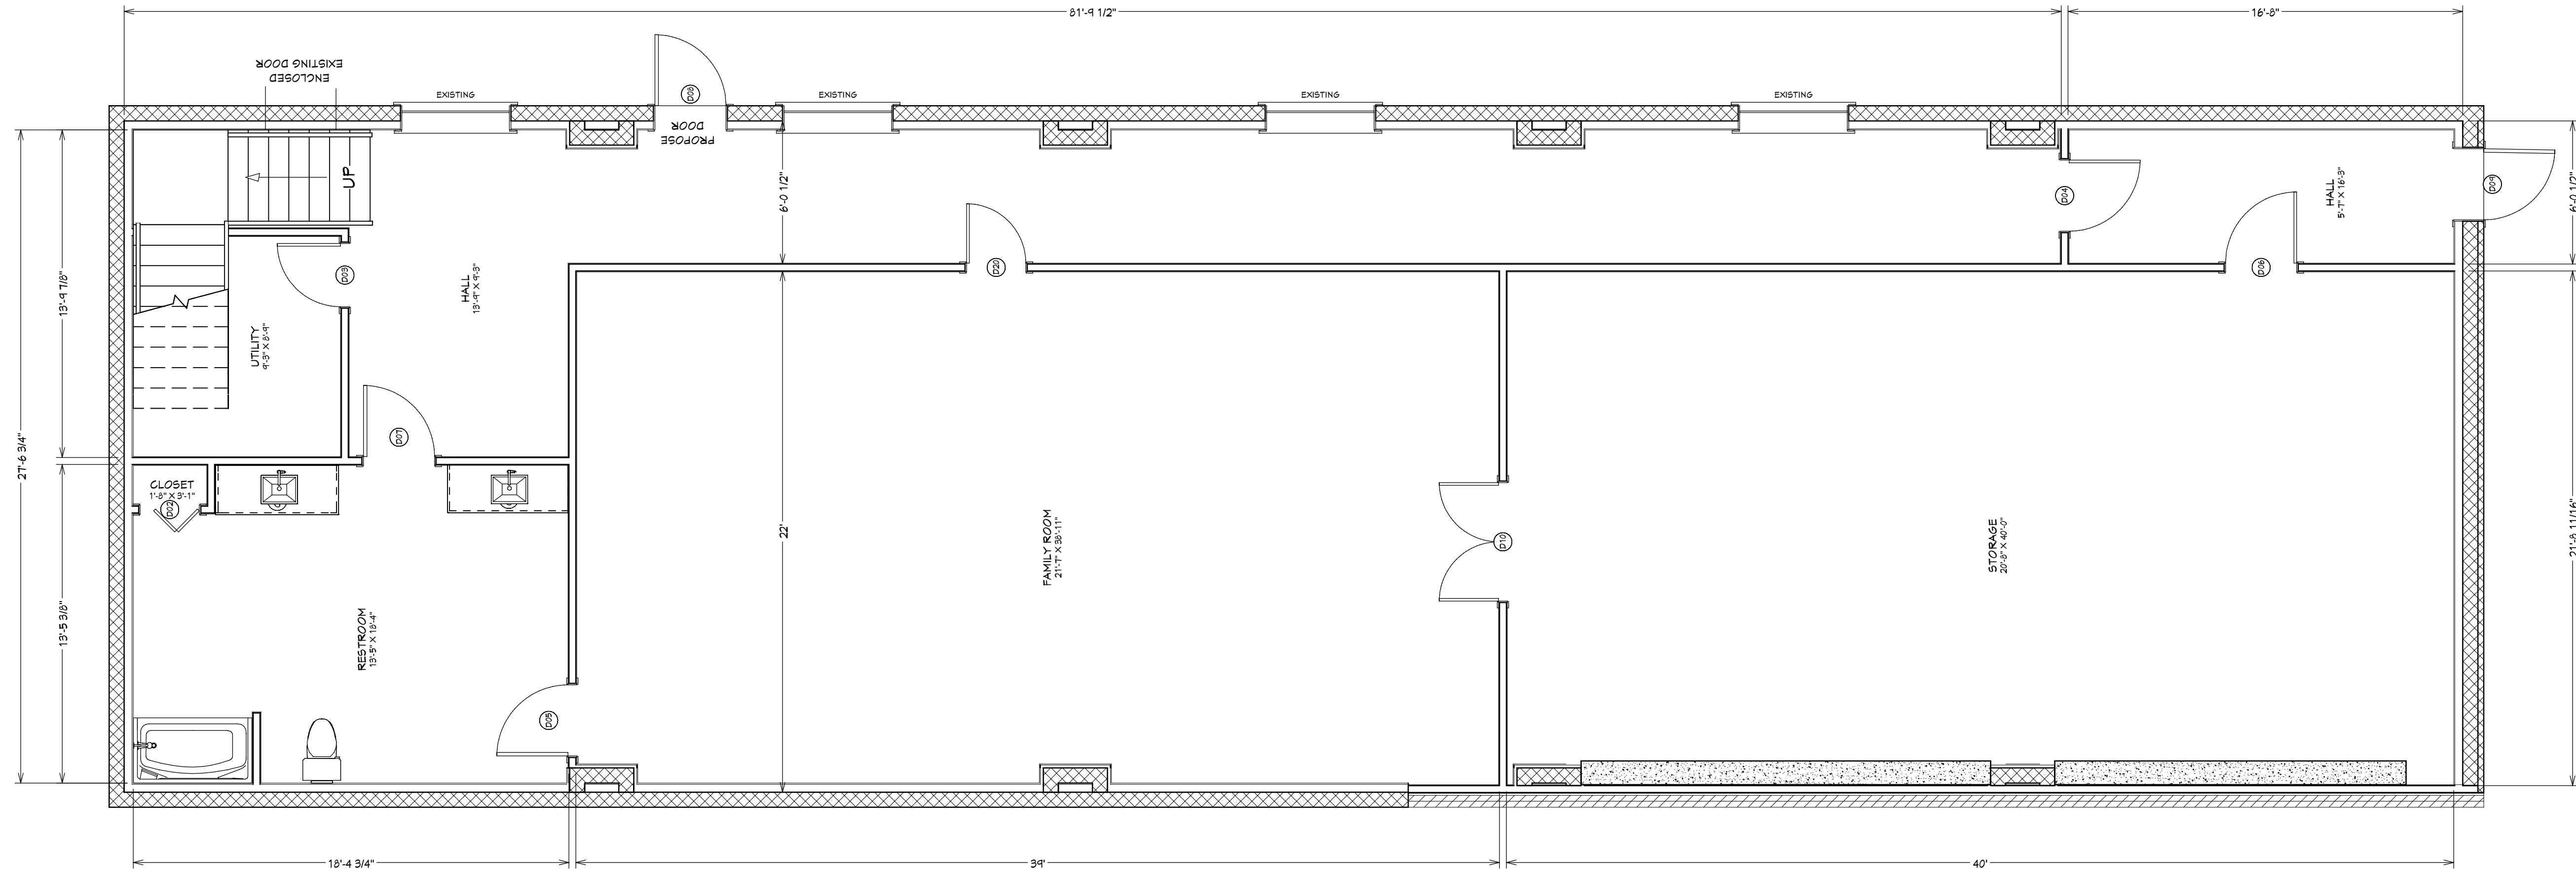 81'-9 1/2"
16'-8"
ENCLOSED
EXISTING DOOR
EXISTING
D08
PROPOSE
DOOR
EXISTING
EXISTING
EXISTING
UP
6'-0 1/2"
D04
HALL
5'-7" X 16'-3"
D09
6'-0 1/2"
13'-9 7/8"
D03
HALL
13'-9" X 9'-3"
D20
D06
UTILITY
9'-3" X 8'-9"
27'-6 3/4"
D07
CLOSET
1'-8" X 3'-1"
D02
22'
FAMILY ROOM
21'-7" X 38'-11"
D10
STORAGE
20'-8" X 40'-0"
21'-8 11/16"
13'-5 3/8"
RESTROOM
13'-5" X 18'-4"
D05
18'-4 3/4"
39'
40'